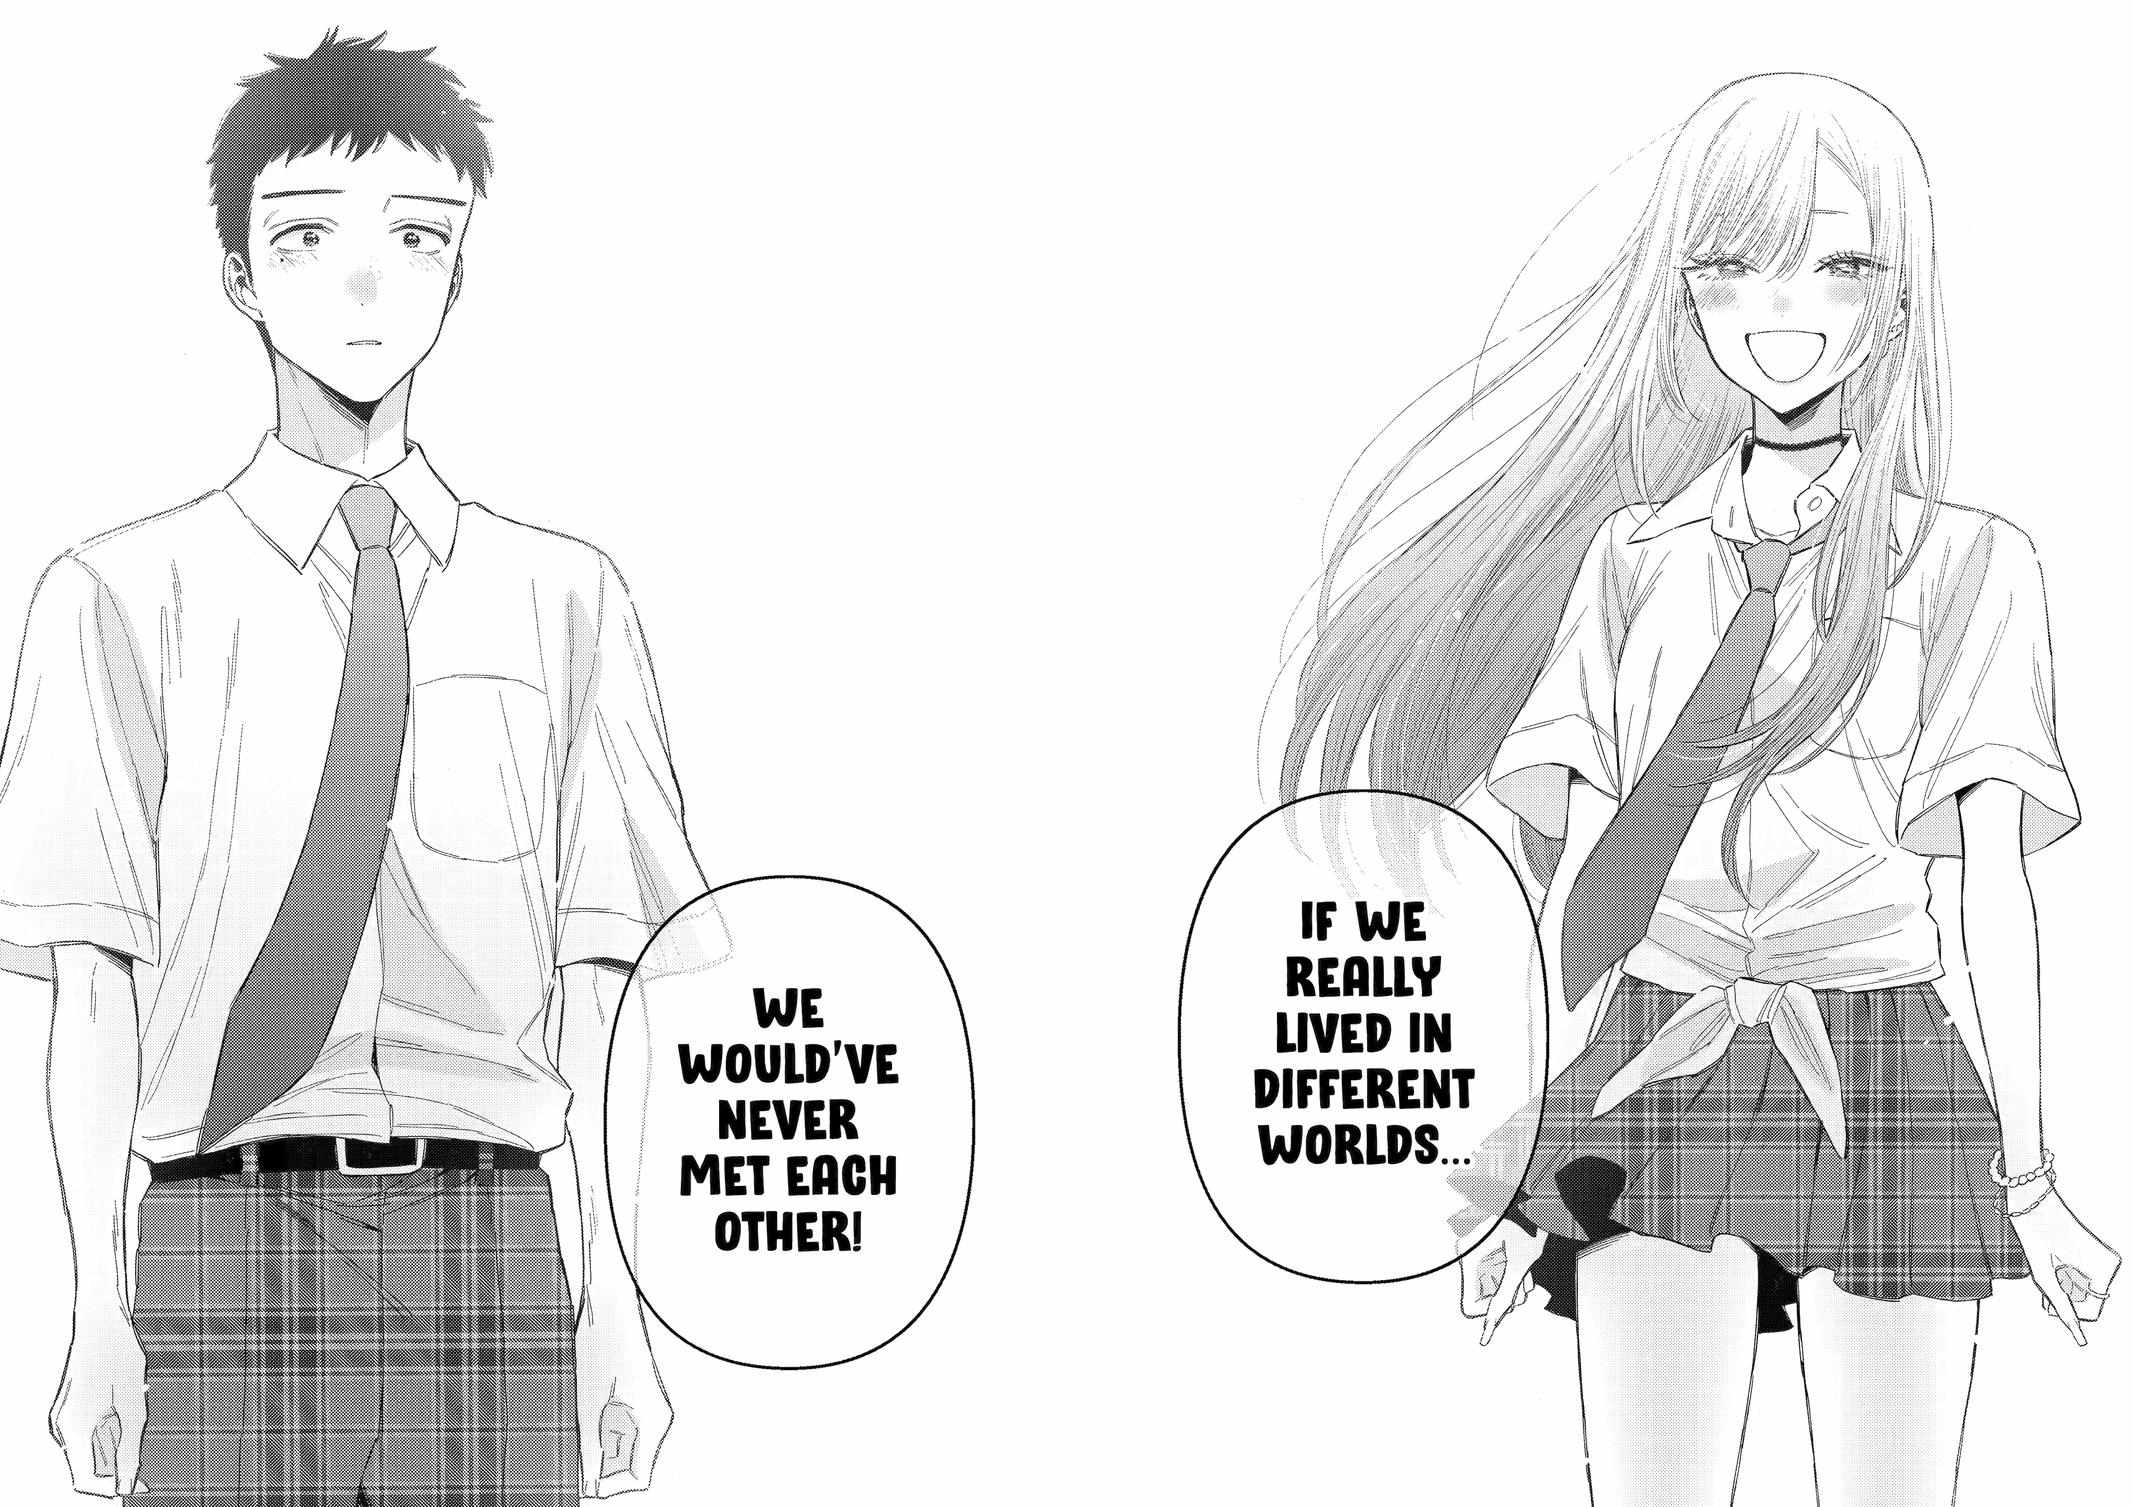 IF WE
REALLY
LIVED IN
DIFFERENT
WORLDS...
WE
WOULD'VE
NEVER
MET EACH
OTHER!